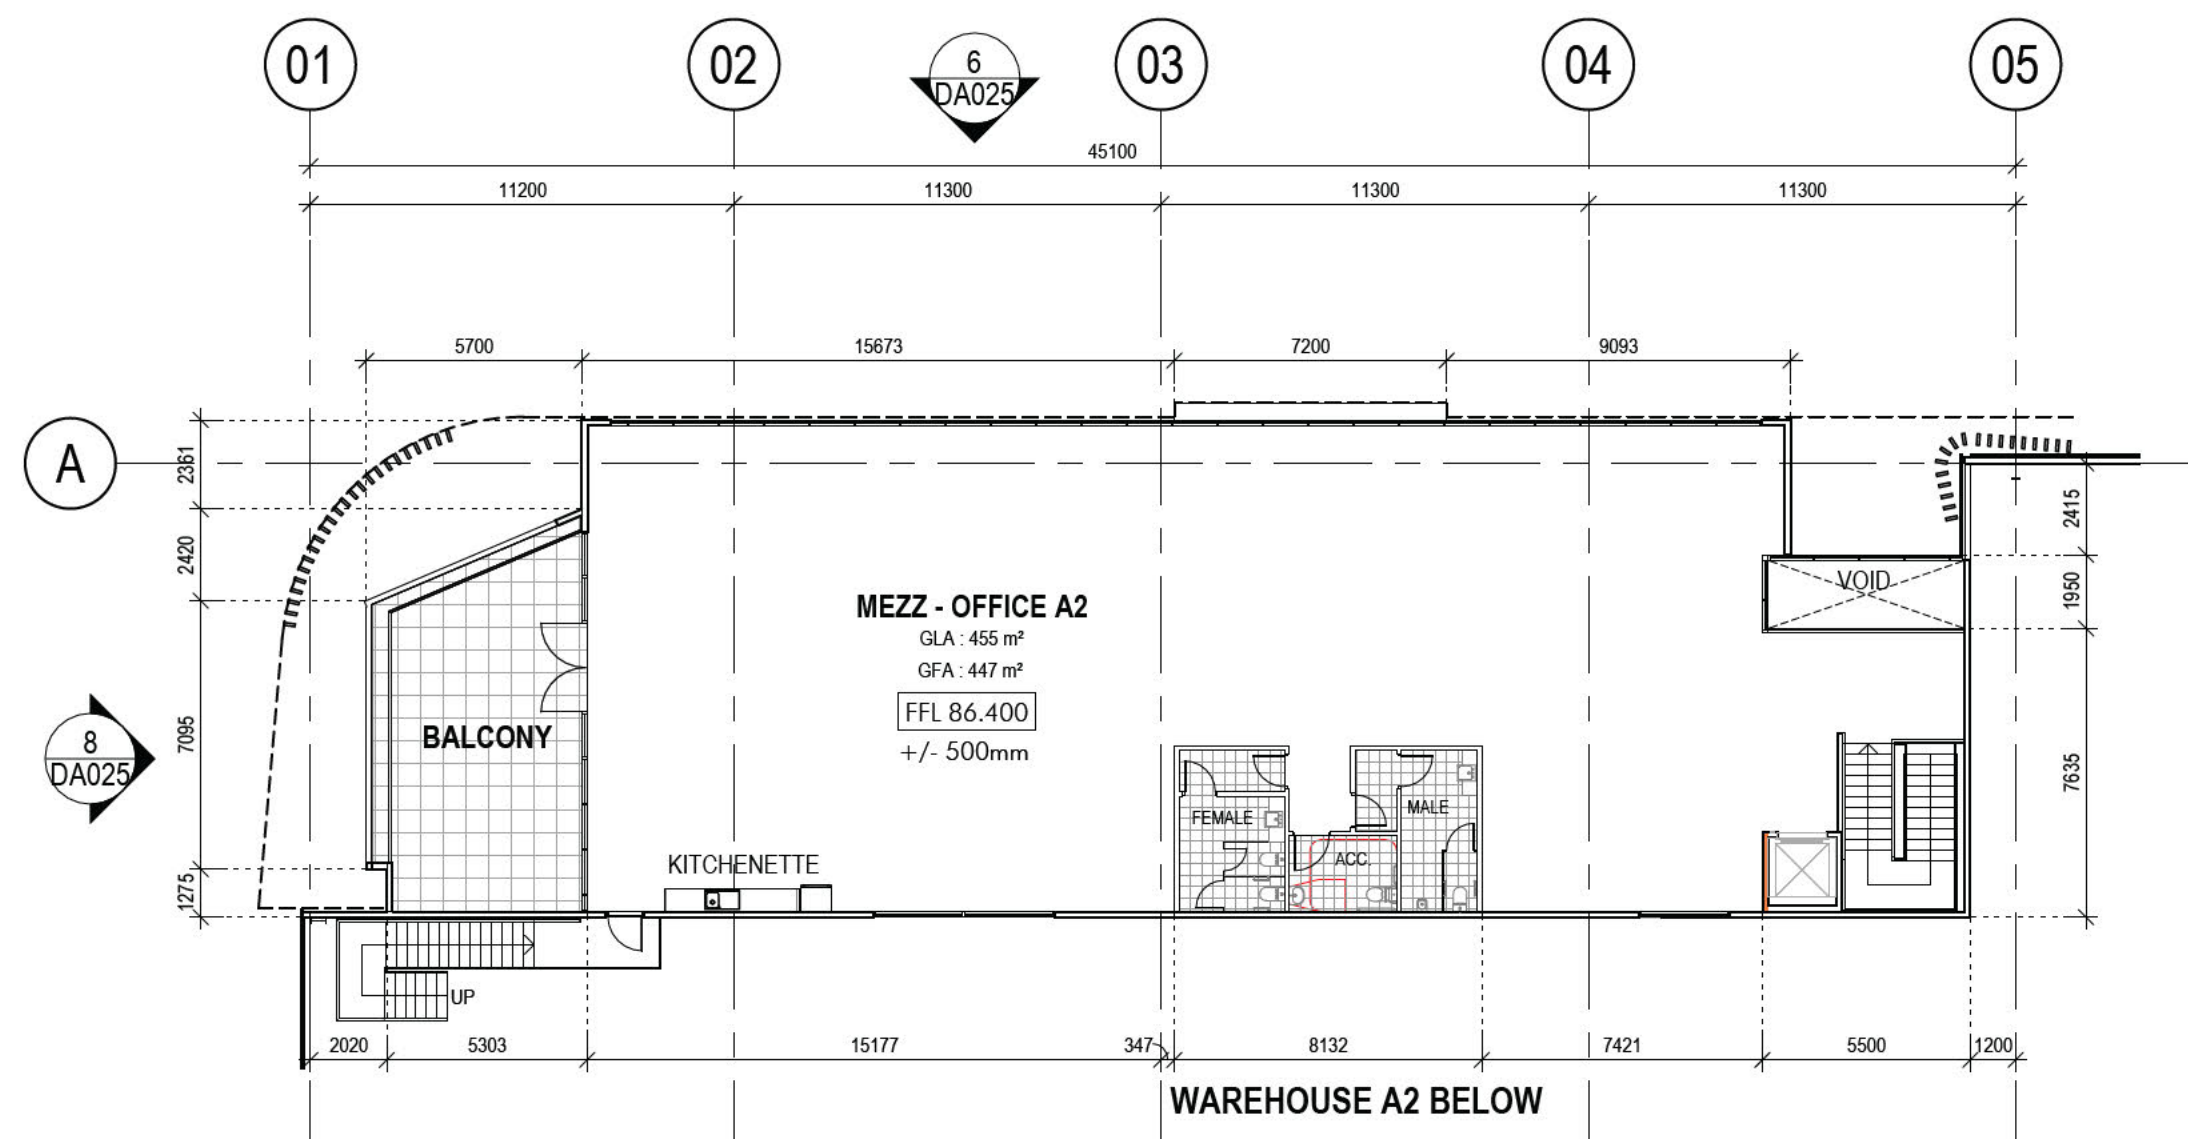 01
02
6
DA025
03
04
05
45100
11200
11300
11300
11300
5700
15673
7200
9093
A
2361
2420
7095
1275
2415
1950
7635
VOID
MEZZ - OFFICE A2
GLA : 455 m²
GFA : 447 m²
FFL 86.400
+/- 500mm
8
DA025
BALCONY
KITCHENETTE
FEMALE
MALE
ACC.
UP
2020
5303
15177
347
8132
7421
5500
1200
WAREHOUSE A2 BELOW